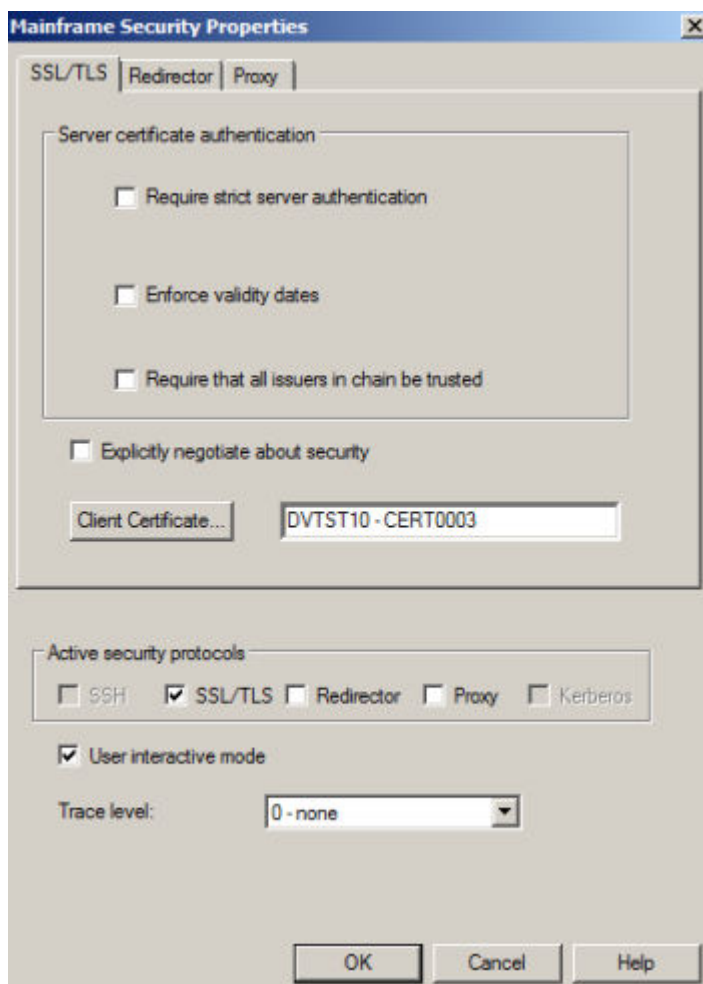 Mainframe Security Properties
SSL/TLS Redirector Proxy
Server certificate authentication
Require strict server authentication
Enforce validity dates
Require that all issuers in chain be trusted
Explicitly negotiate about security
Client Certificate... DVTST10 - CERT0003
Active security protocols
SSH SSL/TLS Redirector Proxy Kerberos
User interactive mode
Trace level: 0 - none
OK Cancel Help